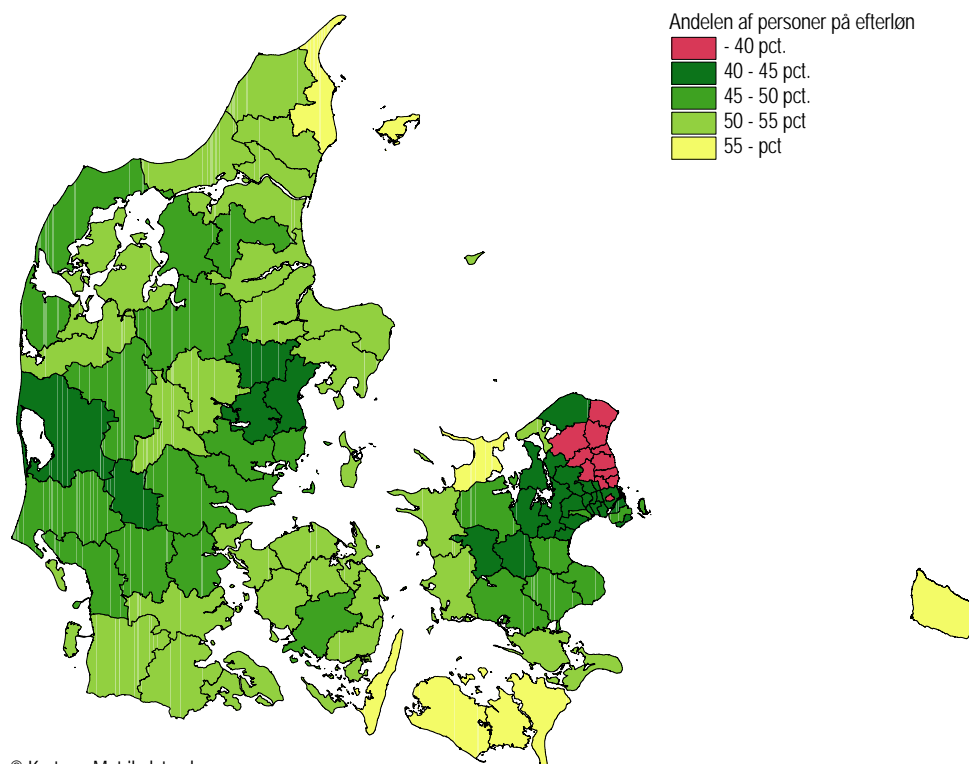 Andelen af personer på efterløn
- 40 pct.
40 - 45 pct.
45 - 50 pct.
50 - 55 pct
55 - pct
©